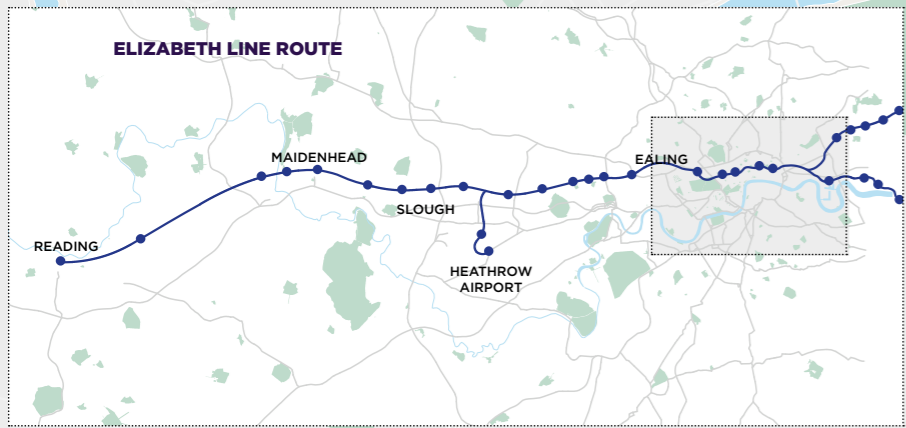 ELIZABETH LINE ROUTE
MAIDENHEAD
EALING
SLOUGH
READING
HEATHROW
AIRPORT